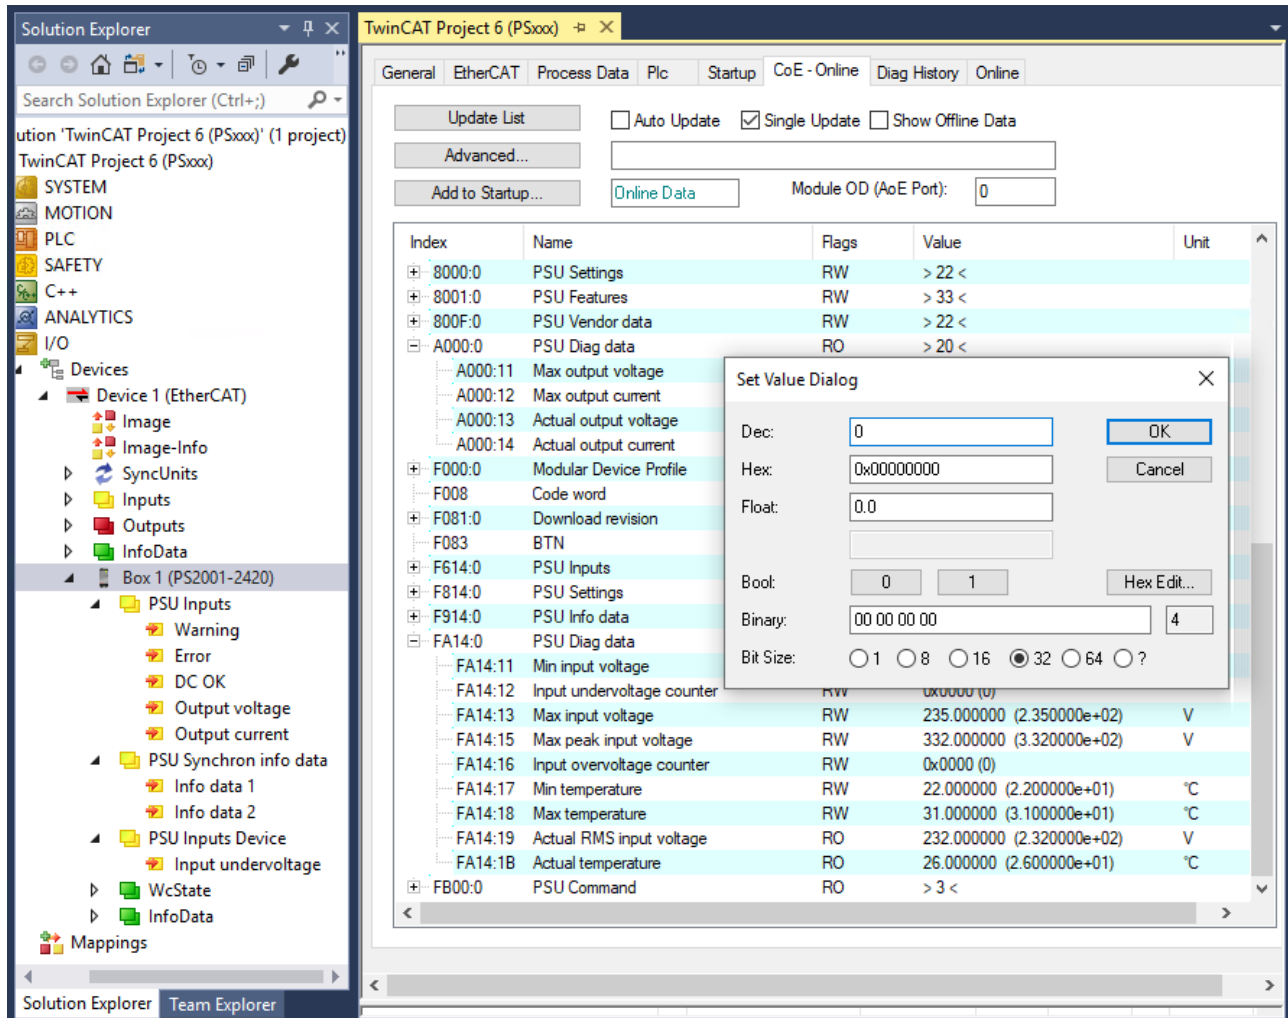 Solution Explorer
Search Solution Explorer (Ctrl+;)
ution 'TwinCAT Project 6 (PSxxx)' (1 project)
TwinCAT Project 6 (PSxxx)
SYSTEM
MOTION
PLC
SAFETY
C++
ANALYTICS
I/O
Devices
Device 1 (EtherCAT)
Image
Image-Info
SyncUnits
Inputs
Outputs
InfoData
Box 1 (PS2001-2420)
PSU Inputs
Warning
Error
DC OK
Output voltage
Output current
PSU Synchron info data
Info data 1
Info data 2
PSU Inputs Device
Input undervoltage
WcState
InfoData
Mappings
Solution Explorer Team Explorer
TwinCAT Project 6 (PSxxx)
General EtherCAT Process Data Plc Startup CoE - Online Diag History Online
Update List Auto Update Single Update Show Offline Data
Advanced...
Add to Startup... Online Data Module OD (AoE Port): 0
Index Name Flags Value Unit
8000:0 PSU Settings RW > 22 <
8001:0 PSU Features RW > 33 <
800F:0 PSU Vendor data RW > 22 <
A000:0 PSU Diag data RO > 20 <
A000:11 Max output voltage
A000:12 Max output current
A000:13 Actual output voltage
A000:14 Actual output current
F000:0 Modular Device Profile
F008 Code word
F081:0 Download revision
F083 BTN
F614:0 PSU Inputs
F814:0 PSU Settings
F914:0 PSU Info data
FA14:0 PSU Diag data
FA14:11 Min input voltage
FA14:12 Input undervoltage counter RW 0x0000 (0)
FA14:13 Max input voltage RW 235.000000 (2.350000e+02) V
FA14:15 Max peak input voltage RW 332.000000 (3.320000e+02) V
FA14:16 Input overvoltage counter RW 0x0000 (0)
FA14:17 Min temperature RW 22.000000 (2.200000e+01) °C
FA14:18 Max temperature RW 31.000000 (3.100000e+01) °C
FA14:19 Actual RMS input voltage RO 232.000000 (2.320000e+02) V
FA14:1B Actual temperature RO 26.000000 (2.600000e+01) °C
FB00:0 PSU Command RO > 3 <
Set Value Dialog
Dec: 0 OK
Hex: 0x00000000 Cancel
Float: 0.0
Bool: 0 1 Hex Edit...
Binary: 00 00 00 00 4
Bit Size: 1 8 16 32 64 ?